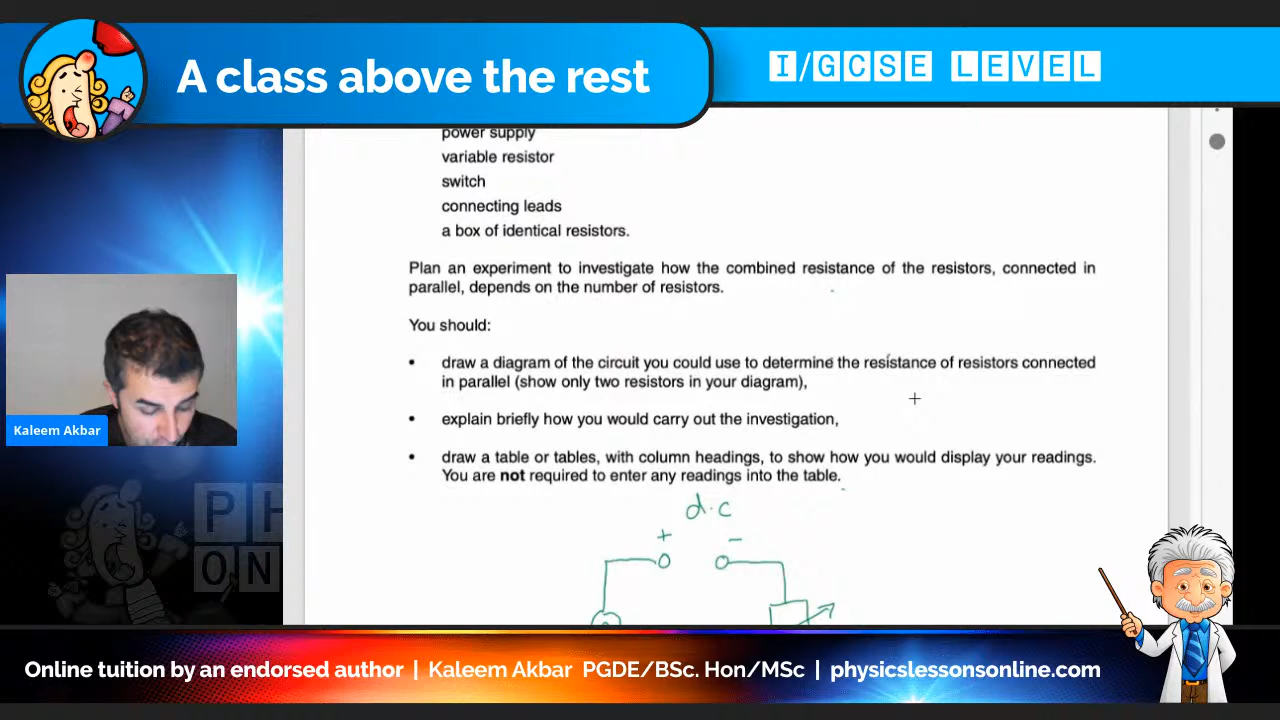 A class above the rest
I/GCSE LEVEL
power supply
variable resistor
switch
connecting leads
a box of identical resistors.
Plan an experiment to investigate how the combined resistance of the resistors, connected in
parallel, depends on the number of resistors.
You should:
• draw a diagram of the circuit you could use to determine the resistance of resistors connected
in parallel (show only two resistors in your diagram),
• explain briefly how you would carry out the investigation,
• draw a table or tables, with column headings, to show how you would display your readings.
You are not required to enter any readings into the table.
d.c
+ −
Kaleem Akbar
PH
ON
Online tuition by an endorsed author | Kaleem Akbar PGDE/BSc. Hon/MSc | physicslessonsonline.com